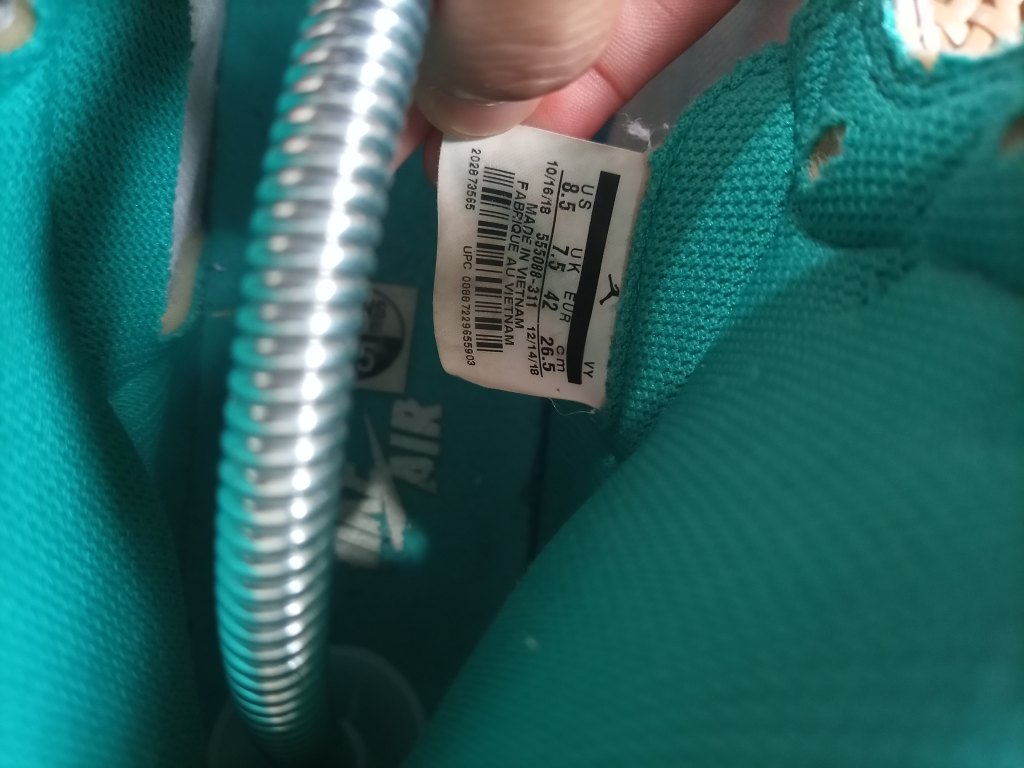 VY
US UK EUR cm
8.5 7.5 42 26.5
10/16/18 555088-311 12/14/18
MADE IN VIETNAM
FABRIQUE AU VIETNAM
UPC 00887229655903
202873565
AIR